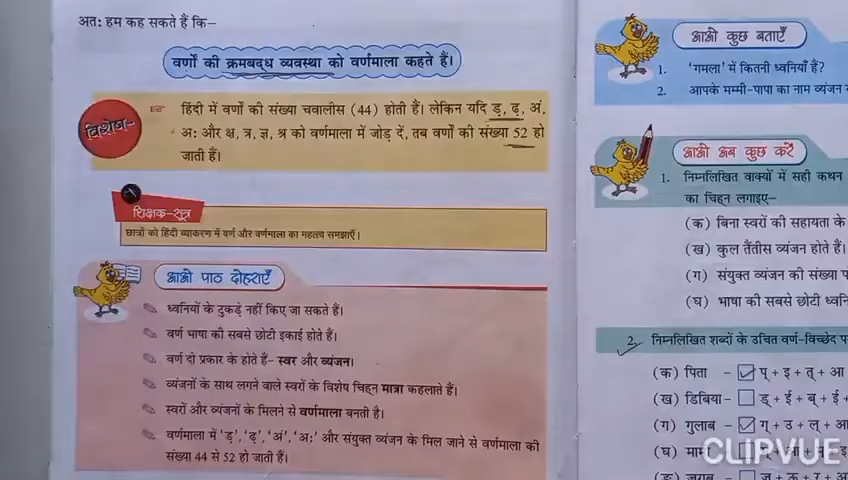 अतः हम कह सकते हैं कि–
वर्णों की क्रमबद्ध व्यवस्था को वर्णमाला कहते हैं।
विशेष–
हिंदी में वर्णों की संख्या चवालीस (44) होती हैं। लेकिन यदि ड़, ढ़, अं,
अः और क्ष, त्र, ज्ञ, श्र को वर्णमाला में जोड़ दें, तब वर्णों की संख्या 52 हो
जाती हैं।
शिक्षक-सूत्र
छात्रों को हिंदी व्याकरण में वर्ण और वर्णमाला का महत्त्व समझाएँ।
आओ पाठ दोहराएँ
ध्वनियों के टुकड़े नहीं किए जा सकते हैं।
वर्ण भाषा की सबसे छोटी इकाई होते हैं।
वर्ण दो प्रकार के होते हैं– स्वर और व्यंजन।
व्यंजनों के साथ लगने वाले स्वरों के विशेष चिह्न मात्रा कहलाते हैं।
स्वरों और व्यंजनों के मिलने से वर्णमाला बनती है।
वर्णमाला में 'ड़', 'ढ़', 'अं', 'अः' और संयुक्त व्यंजन के मिल जाने से वर्णमाला की
संख्या 44 से 52 हो जाती हैं।
आओ कुछ बताएँ
1. 'गमला' में कितनी ध्वनियाँ हैं?
2. आपके मम्मी-पापा का नाम व्यंजन
आओ अब कुछ करें
1. निम्नलिखित वाक्यों में सही कथन
का चिह्न लगाइए–
(क) बिना स्वरों की सहायता के
(ख) कुल तैंतीस व्यंजन होते हैं।
(ग) संयुक्त व्यंजन की संख्या
(घ) भाषा की सबसे छोटी
2. निम्नलिखित शब्दों के उचित वर्ण-विच्छेद
(क) पिता – प् + इ + त् + आ
(ख) डिबिया – ड् + ई + ब् + ई +
(ग) गुलाब – ग् + उ + ल् + आ
(घ)
CLIPVUE